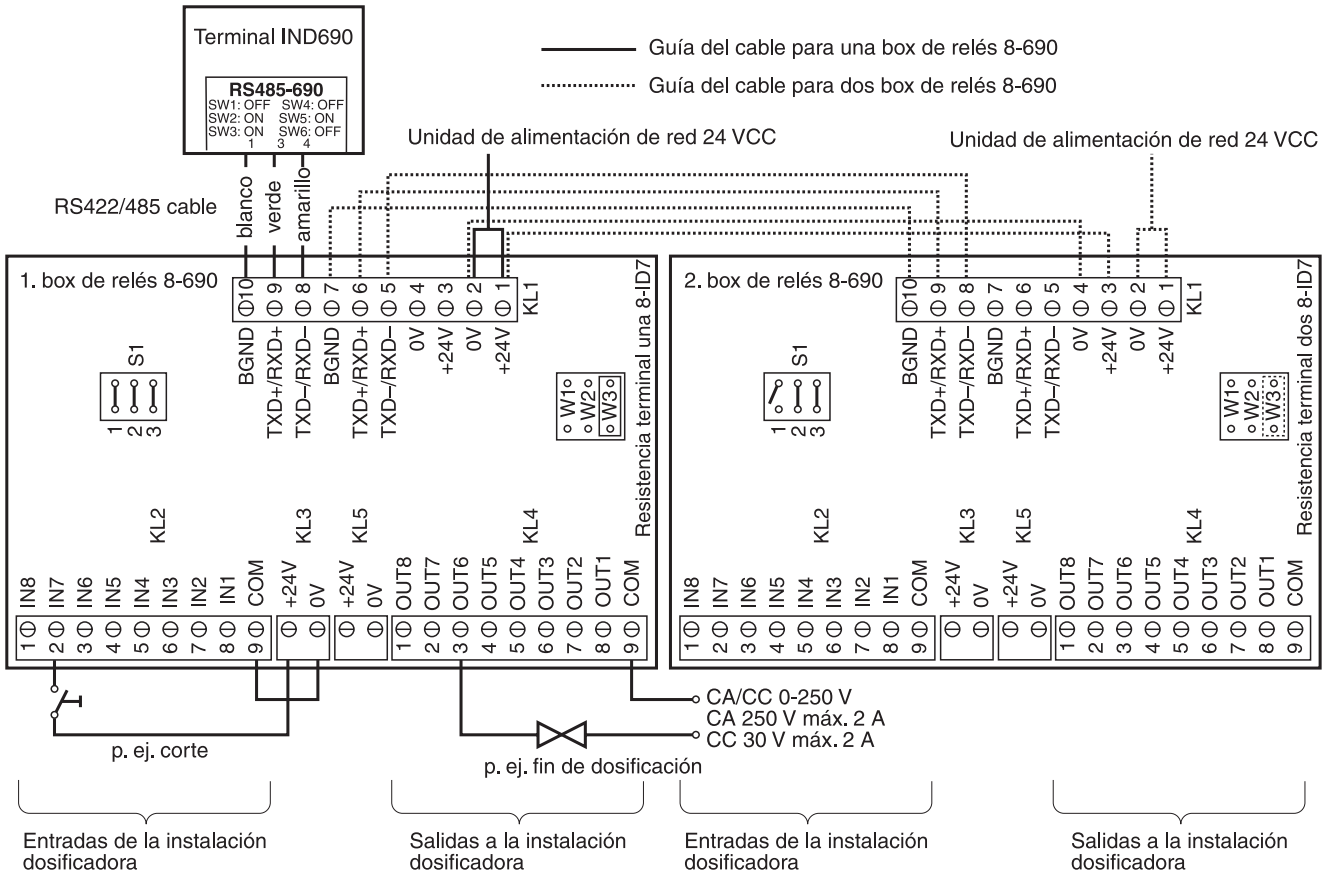 Terminal IND690
RS485-690
SW1: OFF SW4: OFF
SW2: ON SW5: ON
SW3: ON SW6: OFF
1 3 4
Guía del cable para una box de relés 8-690
Guía del cable para dos box de relés 8-690
Unidad de alimentación de red 24 VCC
Unidad de alimentación de red 24 VCC
RS422/485 cable
blanco
verde
amarillo
1. box de relés 8-690
10 9 8 7 6 5 4 3 2 1
KL1
BGND
TXD+/RXD+
TXD–/RXD–
BGND
TXD+/RXD+
TXD–/RXD–
0V
+24V
0V
+24V
S1
1 2 3
W1
W2
W3
Resistencia terminal una 8-ID7
KL2
KL3
KL5
KL4
IN8
IN7
IN6
IN5
IN4
IN3
IN2
IN1
COM
+24V
0V
+24V
0V
OUT8
OUT7
OUT6
OUT5
OUT4
OUT3
OUT2
OUT1
COM
1 2 3 4 5 6 7 8 9
1 2 3 4 5 6 7 8 9
2. box de relés 8-690
10 9 8 7 6 5 4 3 2 1
KL1
BGND
TXD+/RXD+
TXD–/RXD–
BGND
TXD+/RXD+
TXD–/RXD–
0V
+24V
0V
+24V
S1
1 2 3
W1
W2
W3
Resistencia terminal dos 8-ID7
KL2
KL3
KL5
KL4
IN8
IN7
IN6
IN5
IN4
IN3
IN2
IN1
COM
+24V
0V
+24V
0V
OUT8
OUT7
OUT6
OUT5
OUT4
OUT3
OUT2
OUT1
COM
1 2 3 4 5 6 7 8 9
1 2 3 4 5 6 7 8 9
p. ej. corte
CA/CC 0-250 V
CA 250 V máx. 2 A
CC 30 V máx. 2 A
p. ej. fin de dosificación
Entradas de la instalación
dosificadora
Salidas a la instalación
dosificadora
Entradas de la instalación
dosificadora
Salidas a la instalación
dosificadora